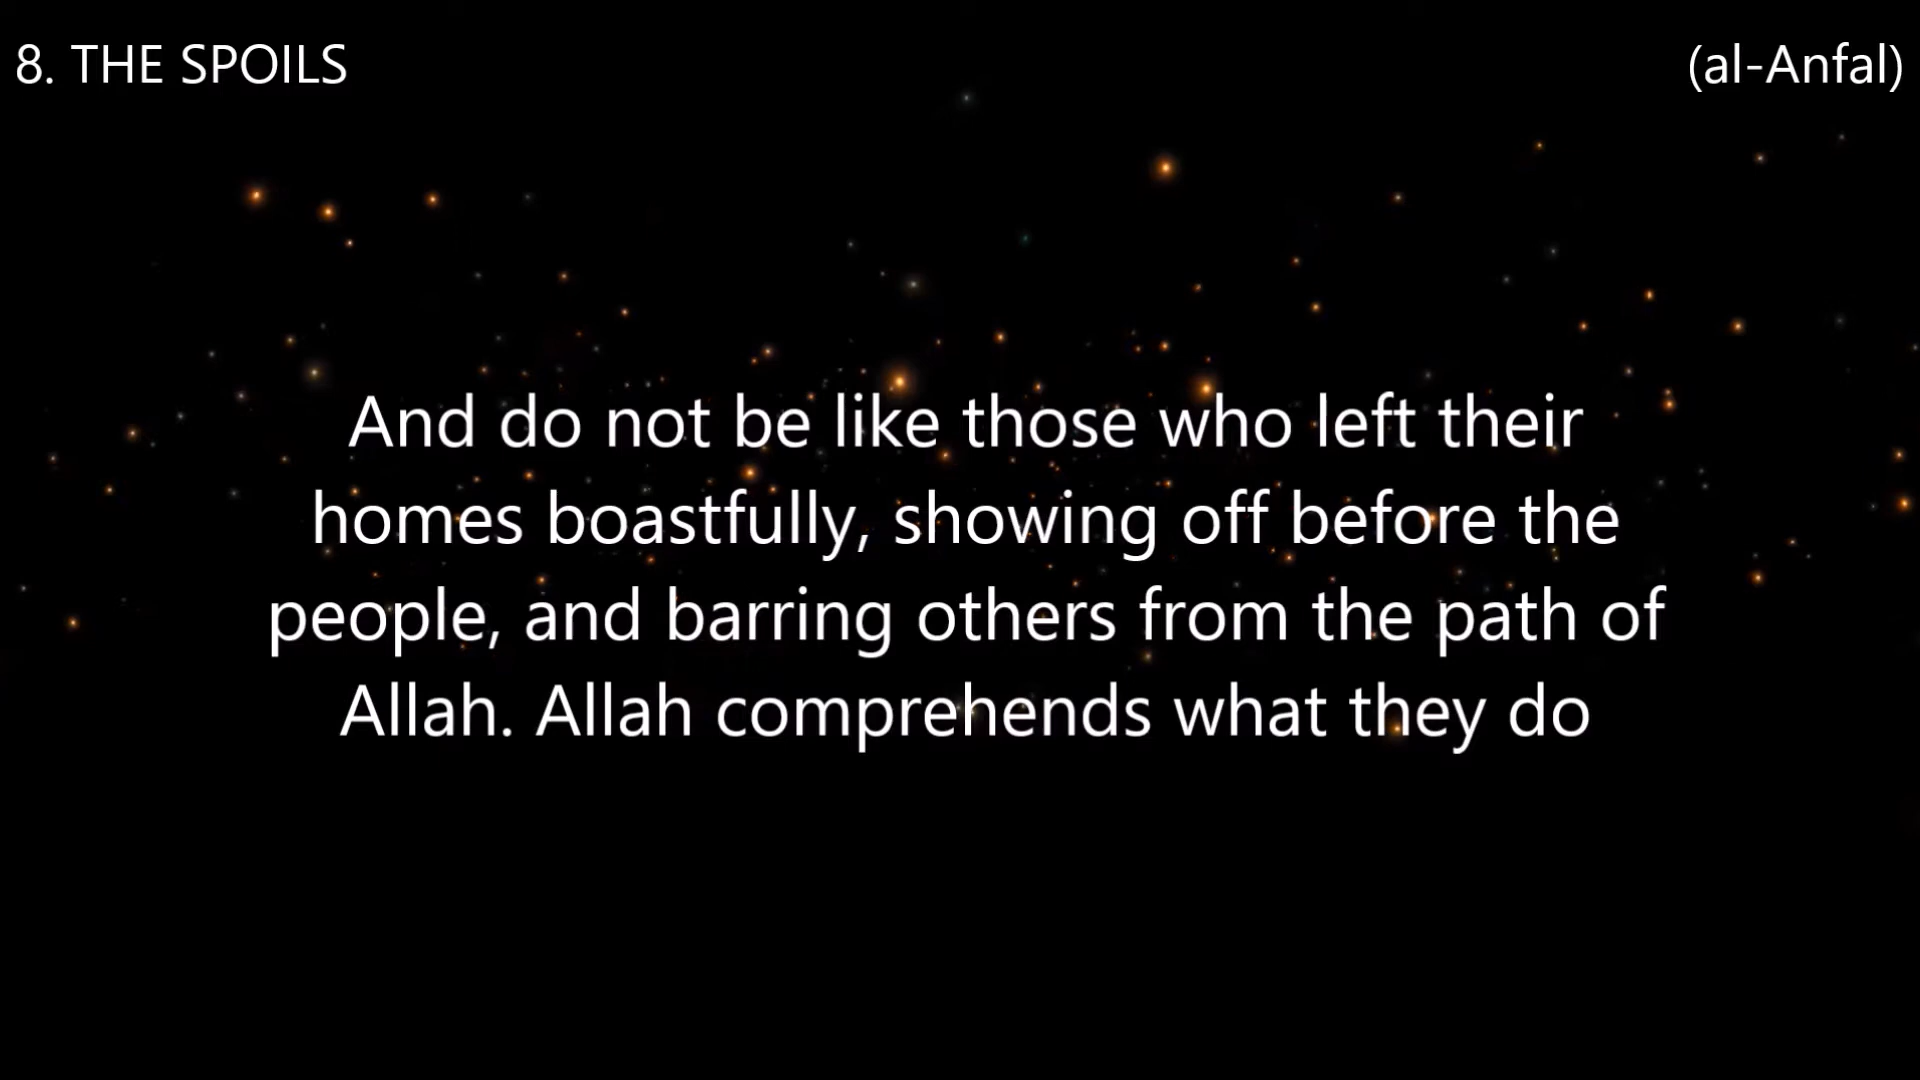 8. THE SPOILS
(al-Anfal)
And do not be like those who left their
homes boastfully, showing off before the
people, and barring others from the path of
Allah. Allah comprehends what they do